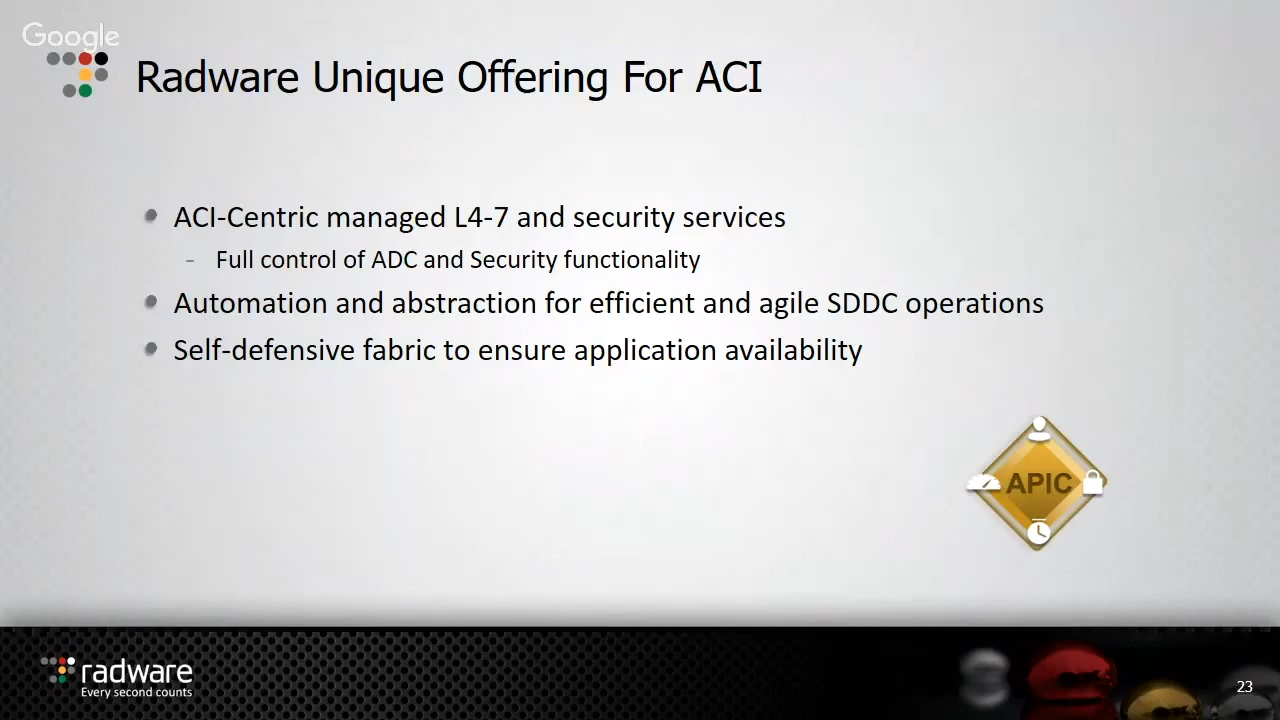 Google
Radware Unique Offering For ACI
ACI-Centric managed L4-7 and security services
- Full control of ADC and Security functionality
Automation and abstraction for efficient and agile SDDC operations
Self-defensive fabric to ensure application availability
APIC
radware
Every second counts
23